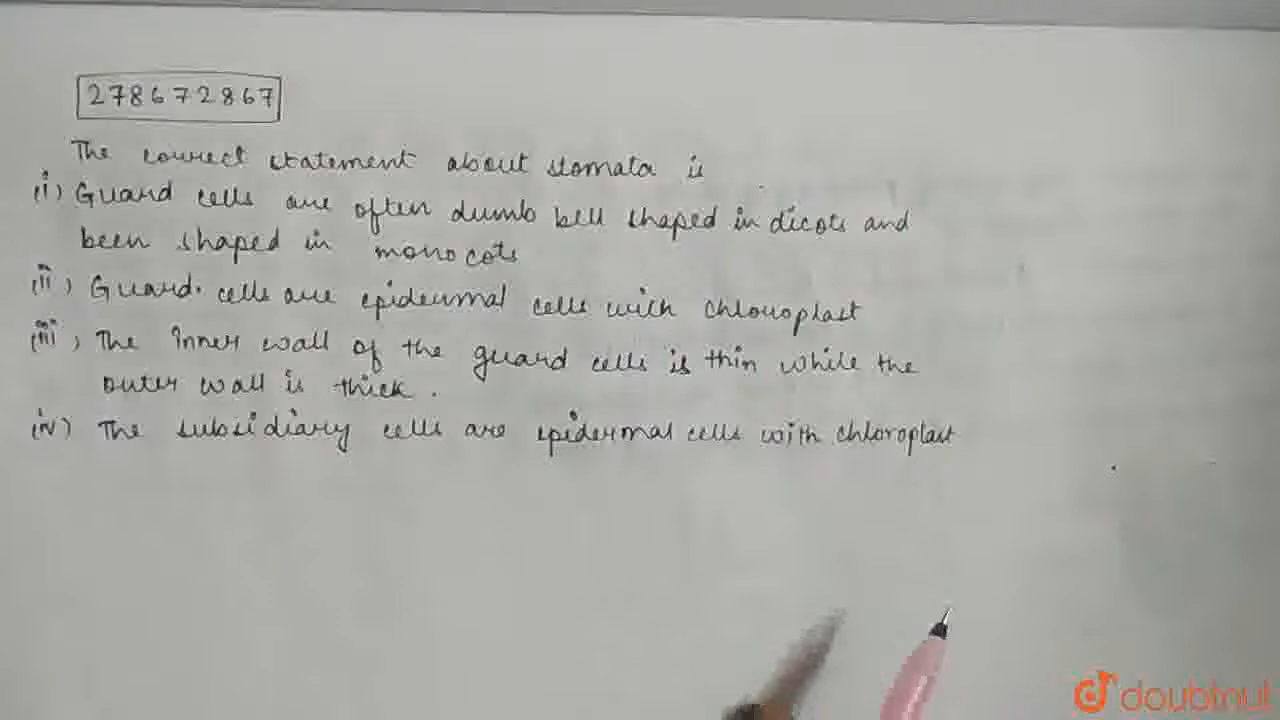 278672867
The correct statement about stomata is
(i) Guard cells are often dumb bell shaped in dicots and
been shaped in monocots
(ii) Guard cells are epidermal cells with chloroplast
(iii) The inner wall of the guard cells is thin while the
outer wall is thick.
(iv) The subsidiary cells are epidermal cells with chloroplast
doubtnut